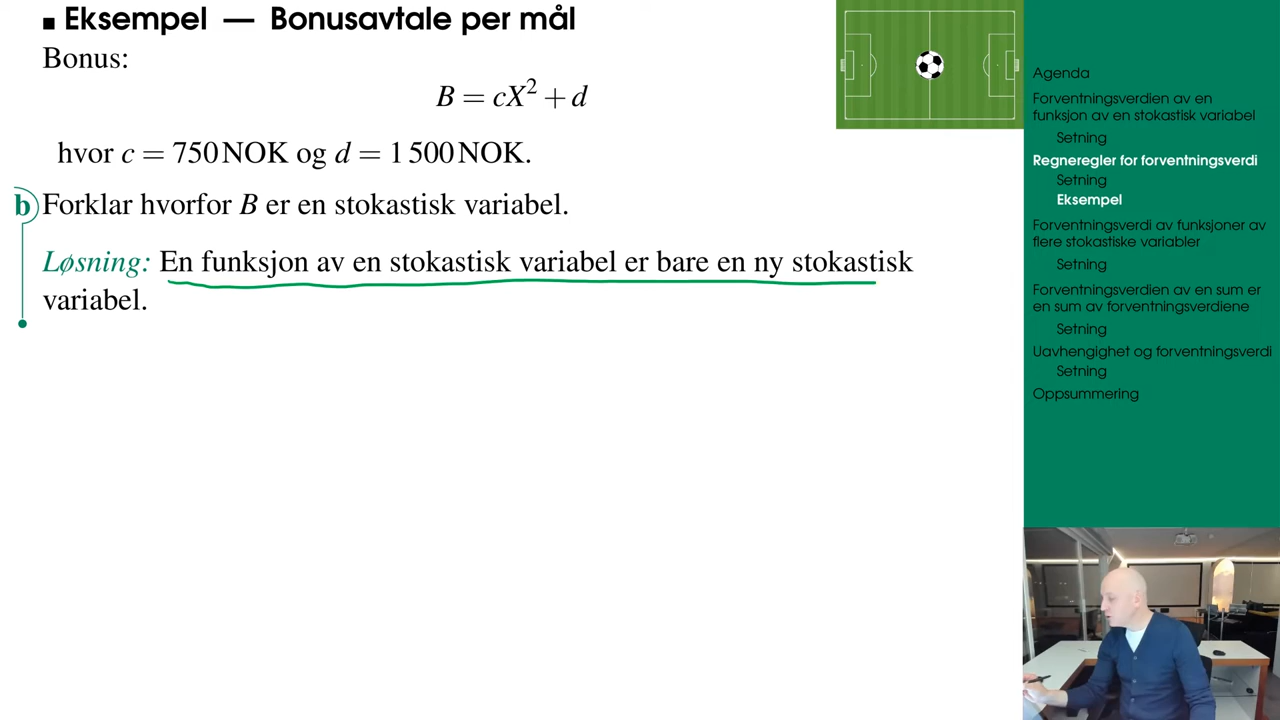 ▪ Eksempel — Bonusavtale per mål
Bonus:
B = cX² + d
hvor c = 750 NOK og d = 1 500 NOK.
b Forklar hvorfor B er en stokastisk variabel.
Løsning: En funksjon av en stokastisk variabel er bare en ny stokastisk
variabel.
Agenda
Forventningsverdien av en
funksjon av en stokastisk variabel
Setning
Regneregler for forventningsverdi
Setning
Eksempel
Forventningsverdi av funksjoner av
flere stokastiske variabler
Setning
Forventningsverdien av en sum er
en sum av forventningsverdiene
Setning
Uavhengighet og forventningsverdi
Setning
Oppsummering